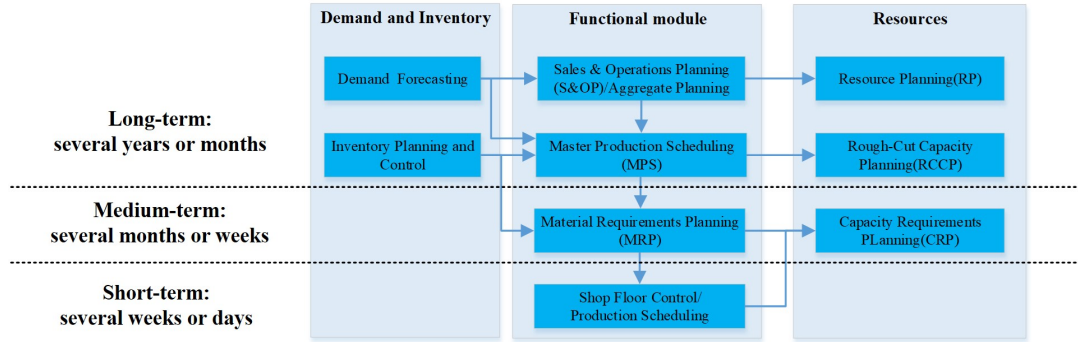 Demand and Inventory
Functional module
Resources
Demand Forecasting
Sales & Operations Planning
(S&OP)/Aggregate Planning
Resource Planning(RP)
Long-term:
several years or months
Inventory Planning and
Control
Master Production Scheduling
(MPS)
Rough-Cut Capacity
Planning(RCCP)
Medium-term:
several months or weeks
Material Requirements Planning
(MRP)
Capacity Requirements
PLanning(CRP)
Short-term:
several weeks or days
Shop Floor Control/
Production Scheduling